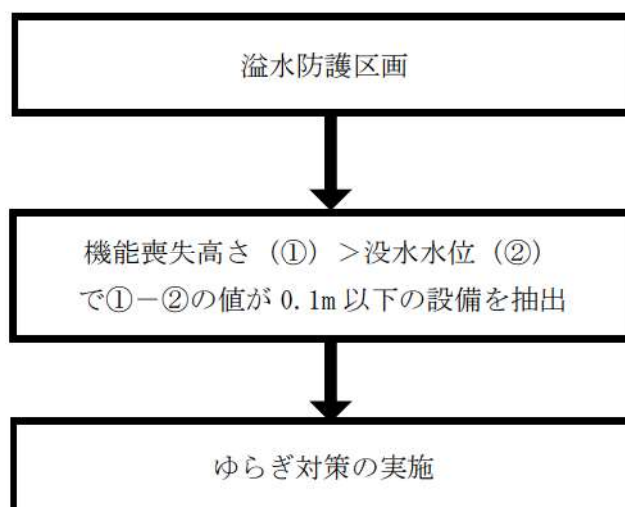 溢水防護区画
機能喪失高さ（①）＞没水水位（②）
で①－②の値が 0.1m 以下の設備を抽出
ゆらぎ対策の実施